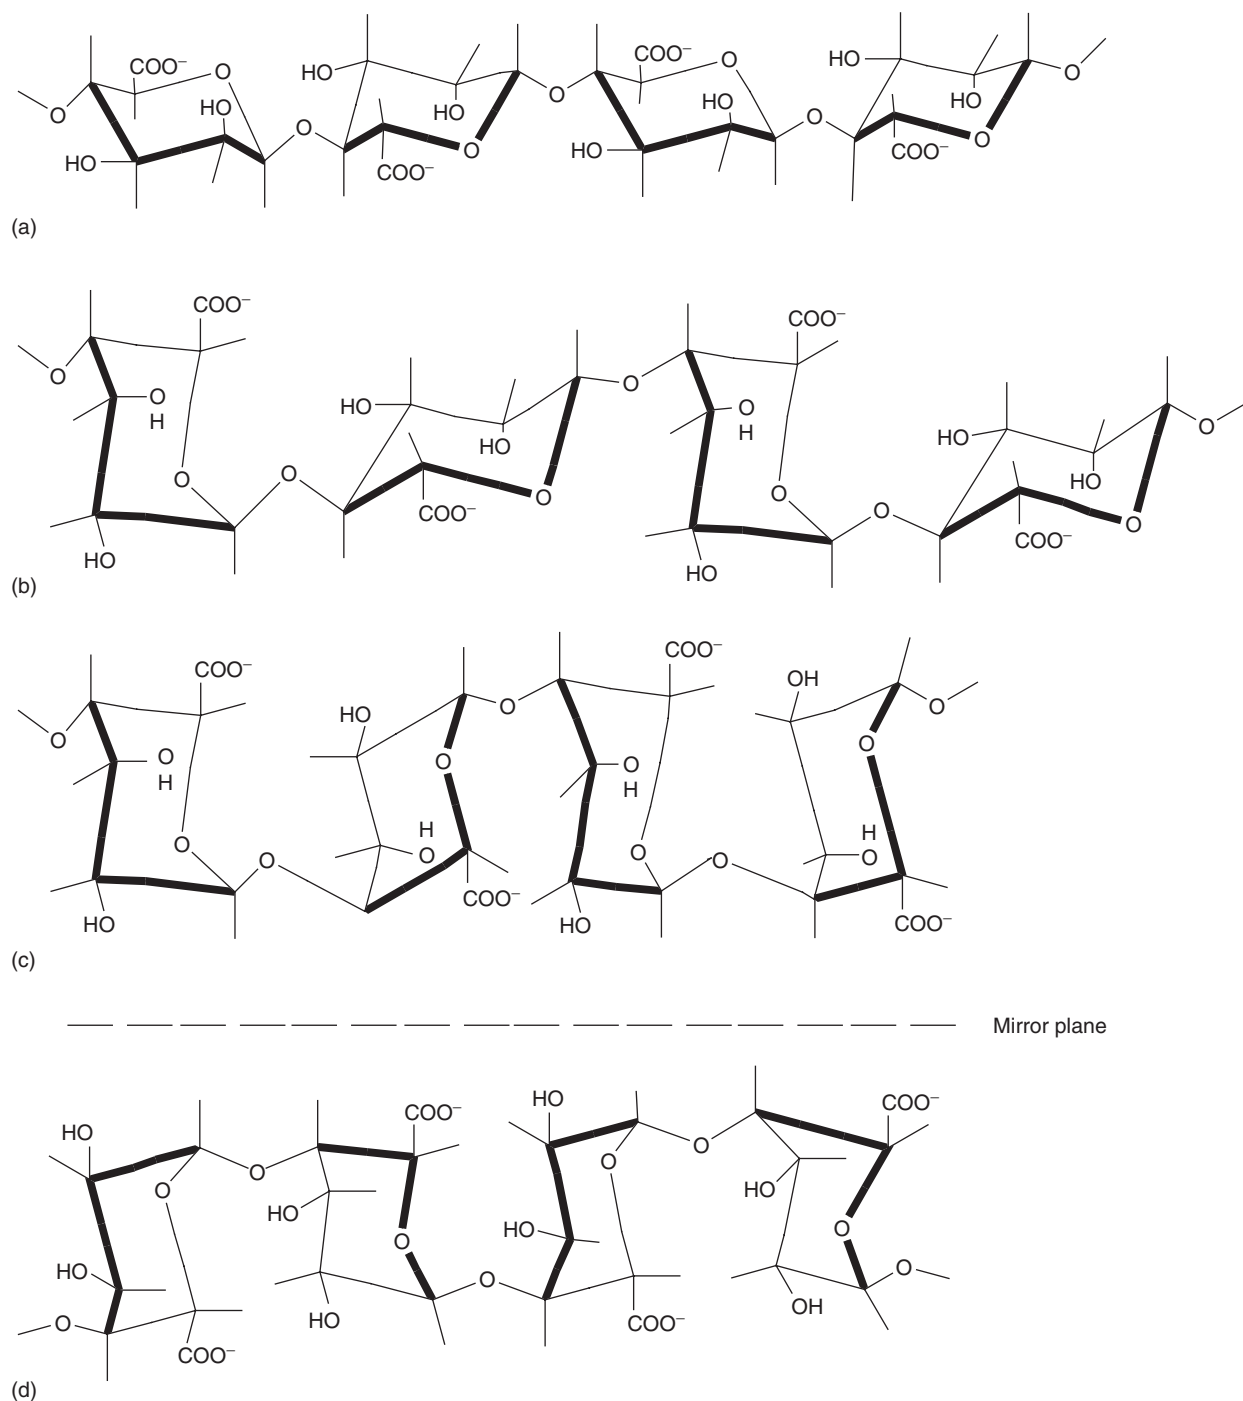 COO⁻ O HO COO⁻ O HO
HO HO HO HO
O HO O HO O HO O
HO O HO O
COO⁻ COO⁻
(a)
COO⁻ COO⁻
O O HO O O O O
H HO H HO HO
O O O O O O
COO⁻ COO⁻
HO HO
(b)
COO⁻ COO⁻ OH
O HO O O
O O O O O
H H H
O O O O O O
COO⁻ COO⁻
HO HO
(c)
Mirror plane
HO COO⁻ HO COO⁻
O O O O
HO HO
HO O HO O
O O O
COO⁻ HO COO⁻ OH
(d)